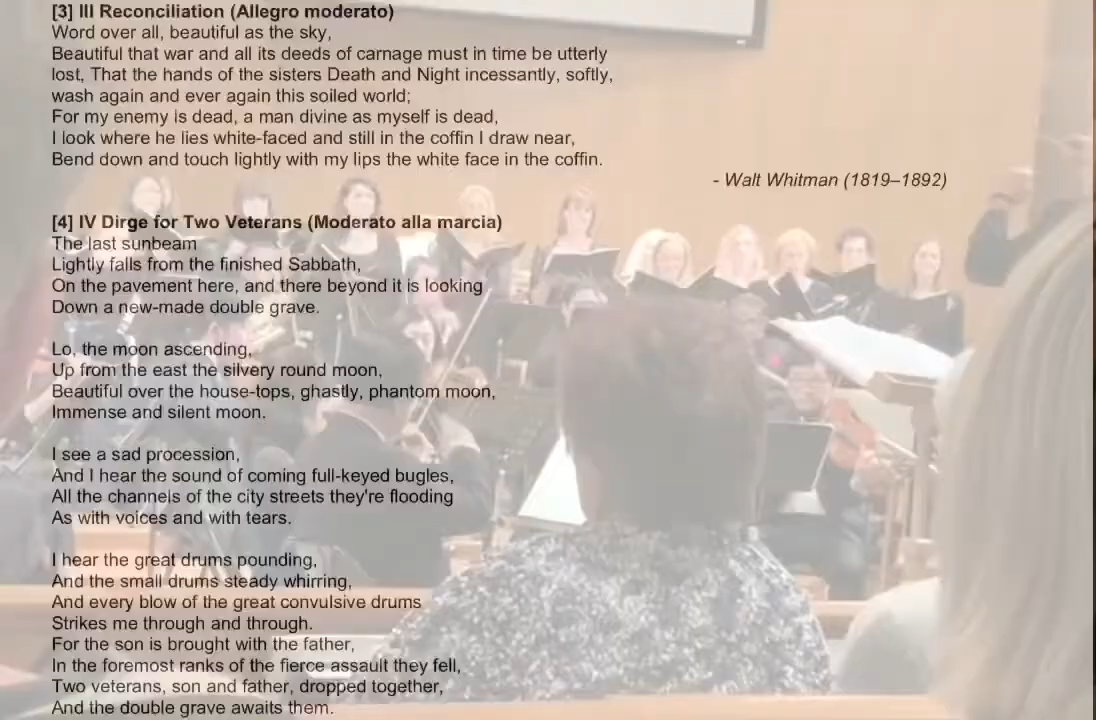 [3] III Reconciliation (Allegro moderato)
Word over all, beautiful as the sky,
Beautiful that war and all its deeds of carnage must in time be utterly
lost, That the hands of the sisters Death and Night incessantly, softly,
wash again and ever again this soiled world;
For my enemy is dead, a man divine as myself is dead,
I look where he lies white-faced and still in the coffin I draw near,
Bend down and touch lightly with my lips the white face in the coffin.
- Walt Whitman (1819–1892)
[4] IV Dirge for Two Veterans (Moderato alla marcia)
The last sunbeam
Lightly falls from the finished Sabbath,
On the pavement here, and there beyond it is looking
Down a new-made double grave.
Lo, the moon ascending,
Up from the east the silvery round moon,
Beautiful over the house-tops, ghastly, phantom moon,
Immense and silent moon.
I see a sad procession,
And I hear the sound of coming full-keyed bugles,
All the channels of the city streets they're flooding
As with voices and with tears.
I hear the great drums pounding,
And the small drums steady whirring,
And every blow of the great convulsive drums
Strikes me through and through.
For the son is brought with the father,
In the foremost ranks of the fierce assault they fell,
Two veterans, son and father, dropped together,
And the double grave awaits them.